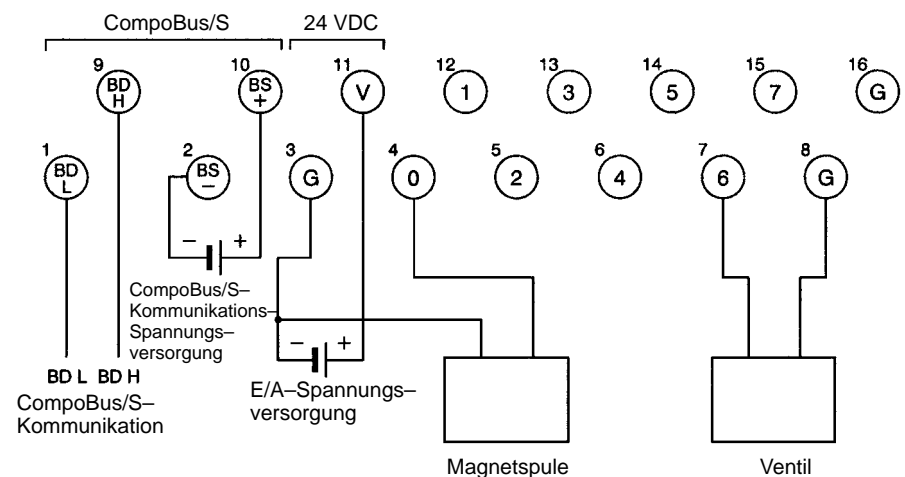 CompoBus/S 24 VDC
9 10 11 12 13 14 15 16
BD H BS + V 1 3 5 7 G
1 2 3 4 5 6 7 8
BD L BS – G 0 2 4 6 G
– +
CompoBus/S–
Kommunikations–
Spannungs–
versorgung
– +
BD L BD H
CompoBus/S–
Kommunikation
E/A–Spannungs–
versorgung
Magnetspule Ventil